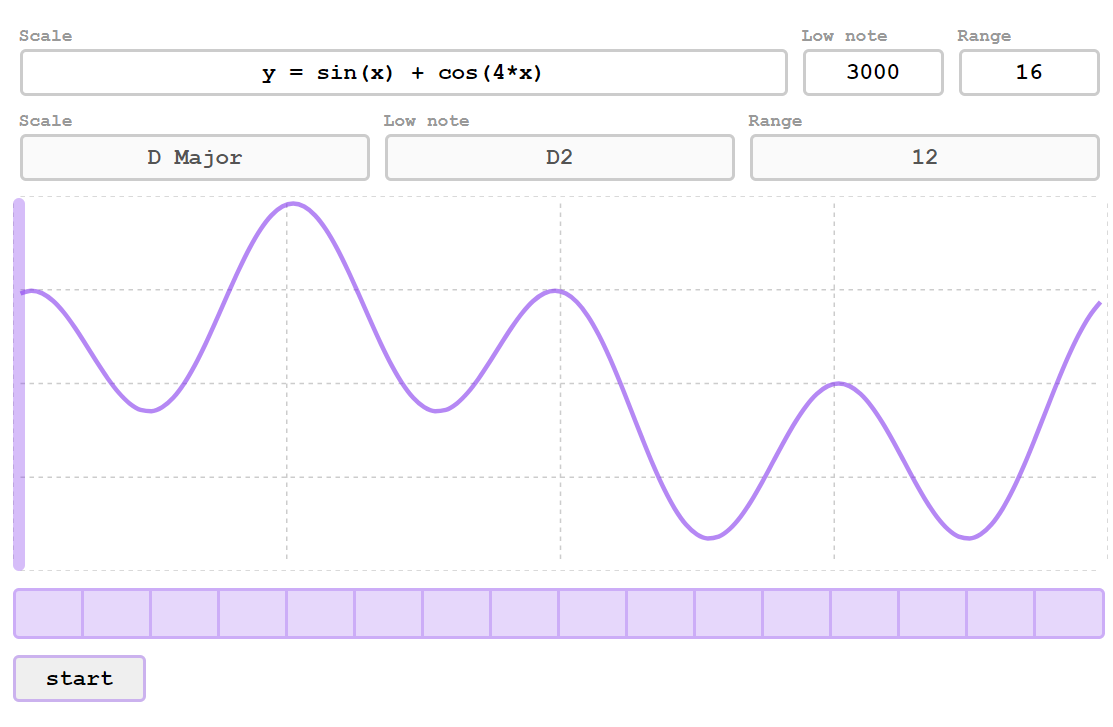 Scale Low note Range
y = sin(x) + cos(4*x) 3000 16
Scale Low note Range
D Major D2 12
start